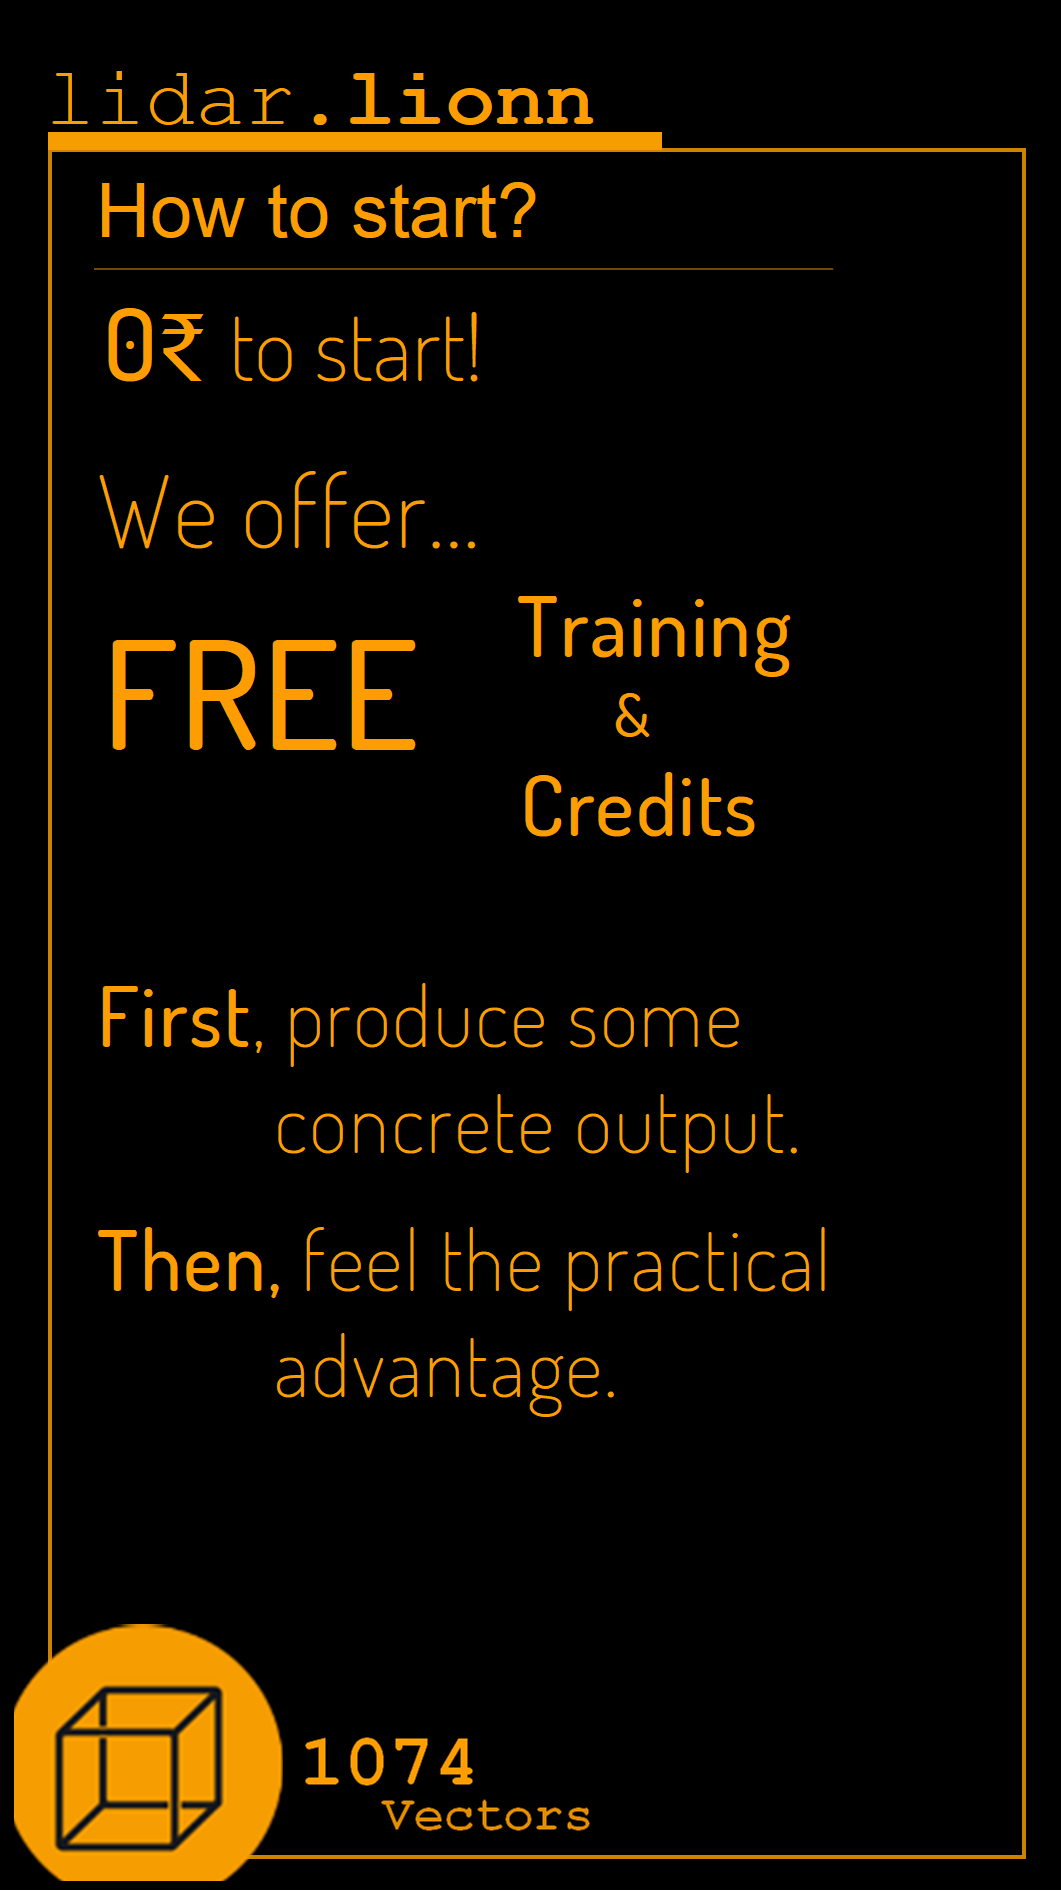 lidar.lionn
How to start?
0₹ to start!
We offer...
FREE
Training
&
Credits
First, produce some
concrete output.
Then, feel the practical
advantage.
1074
Vectors